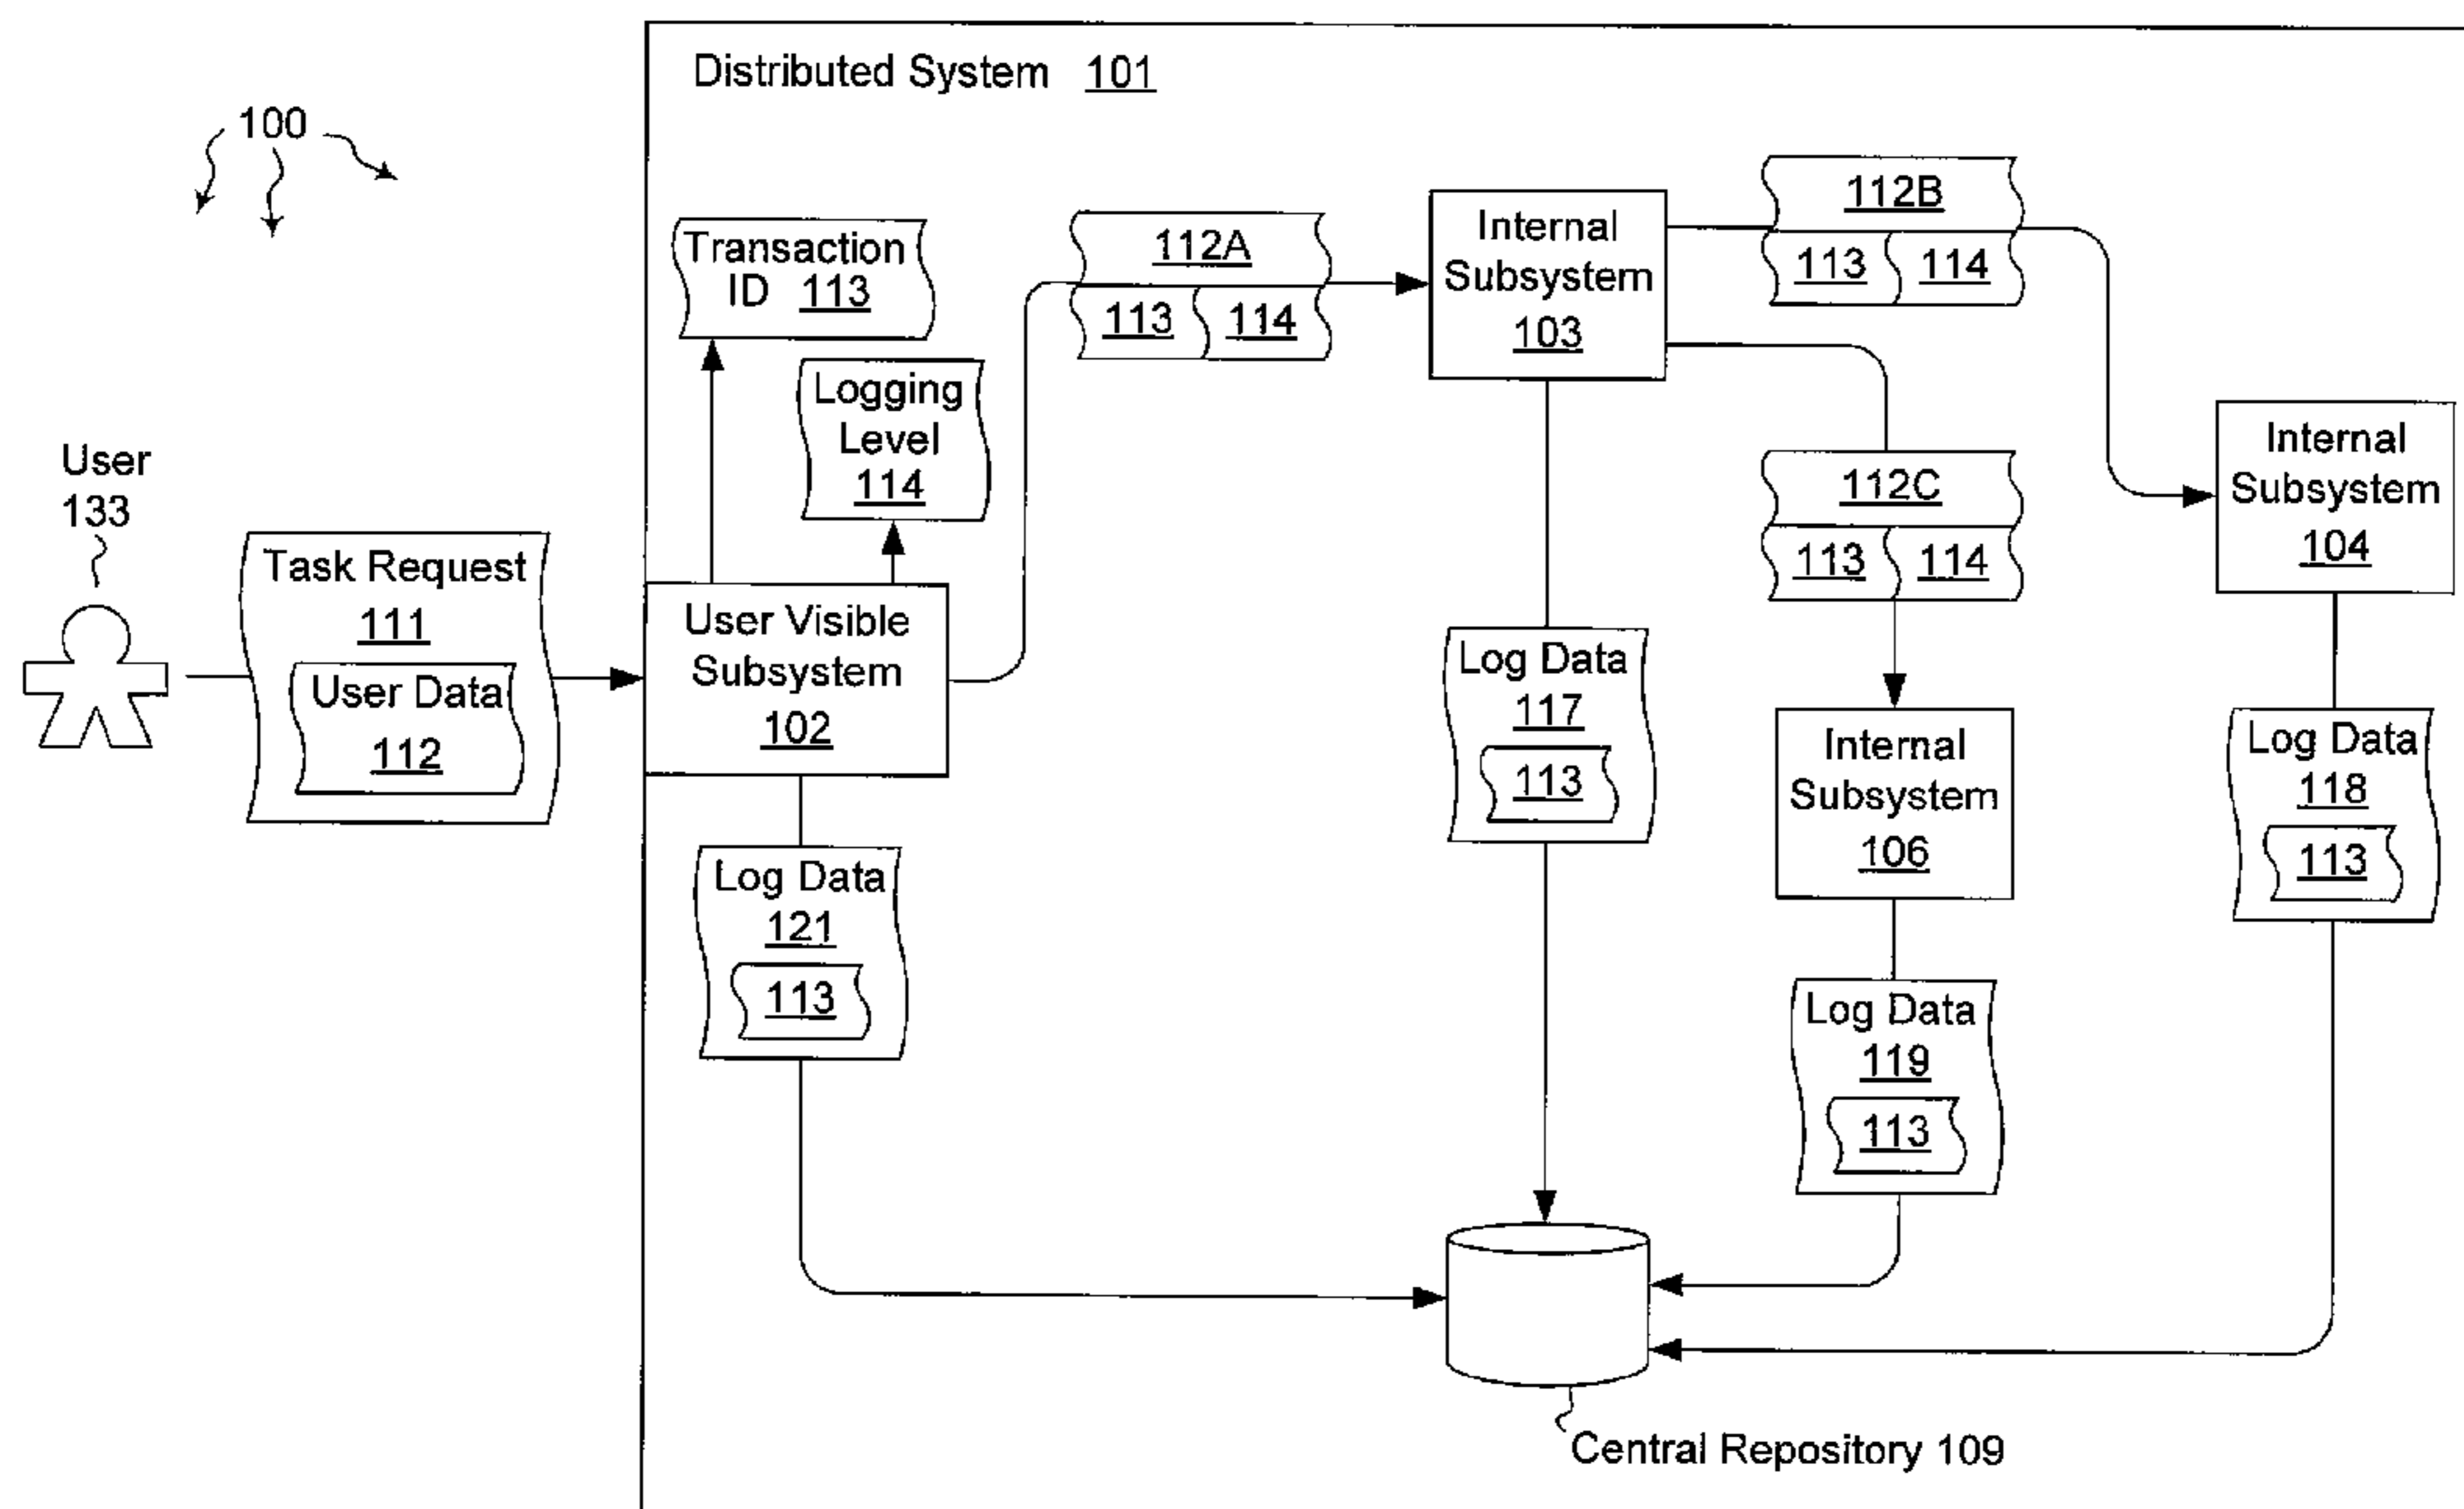 Distributed System 101
100
Transaction
ID 113
Logging
Level
114
112A
113 114
Internal
Subsystem
103
112B
113 114
112C
113 114
Internal
Subsystem
104
User
133
Task Request
111
User Data
112
User Visible
Subsystem
102
Log Data
117
113
Internal
Subsystem
106
Log Data
118
113
Log Data
121
113
Log Data
119
113
Central Repository 109